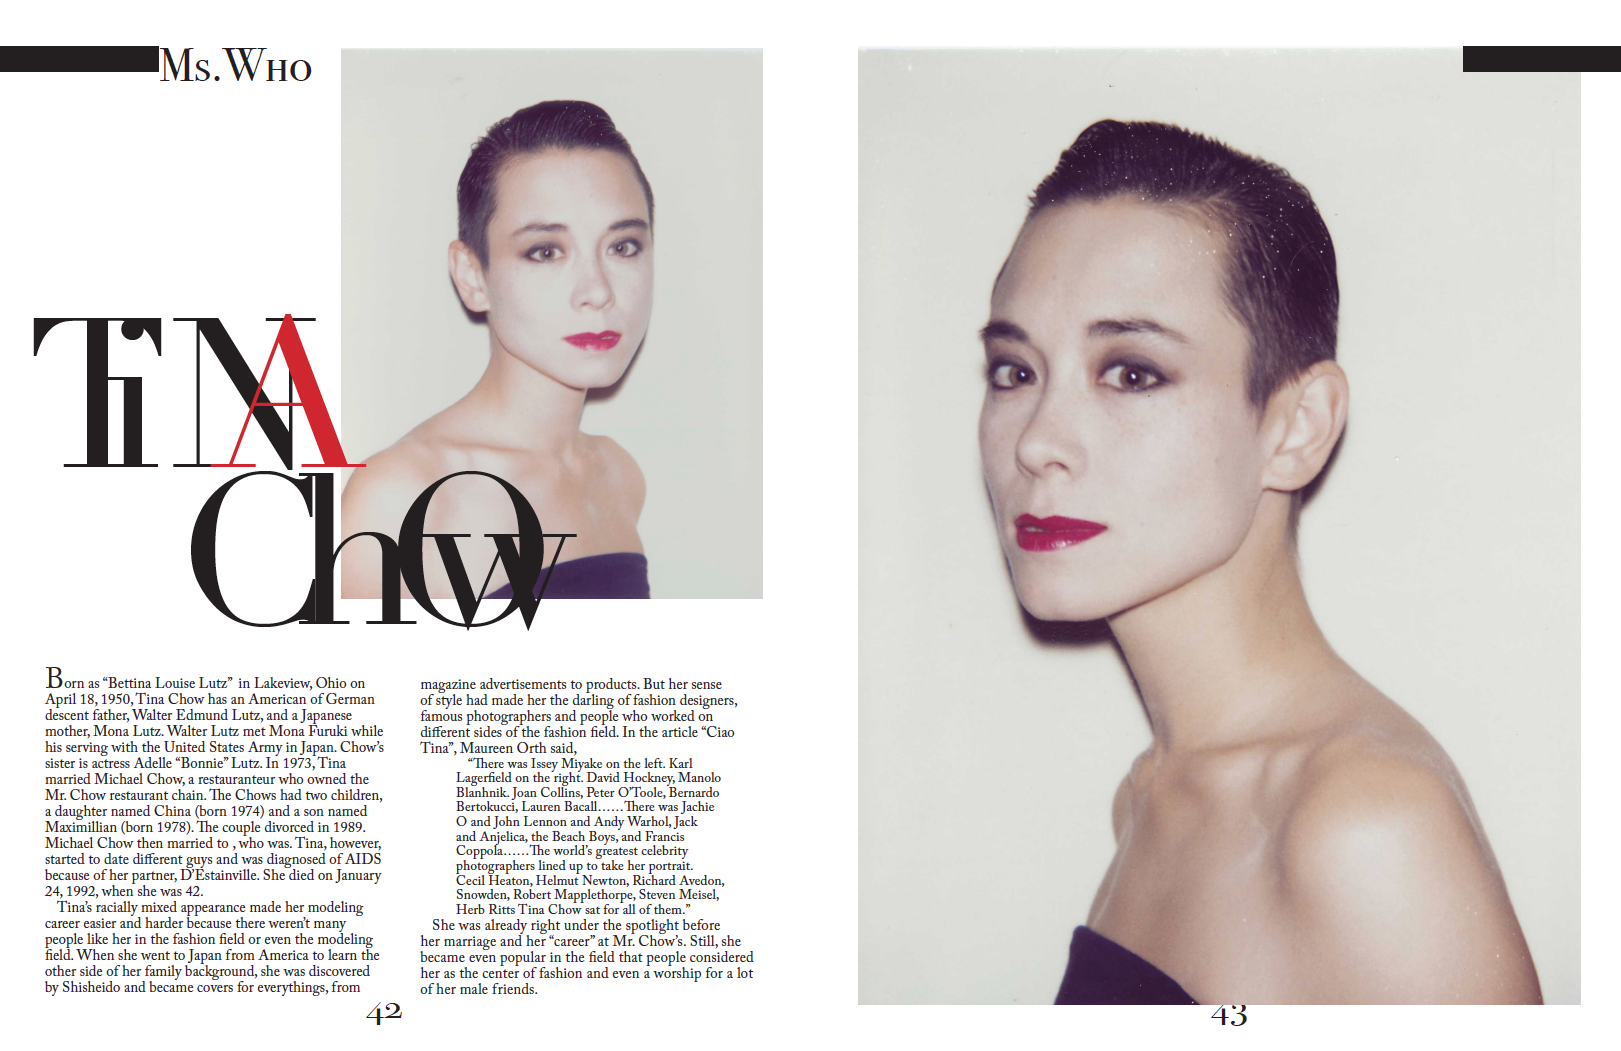 Ms. Who
TiNA
ChOw
Born as “Bettina Louise Lutz” in Lakeview, Ohio on
April 18, 1950, Tina Chow has an American of German
descent father, Walter Edmund Lutz, and a Japanese
mother, Mona Lutz. Walter Lutz met Mona Furuki while
his serving with the United States Army in Japan. Chow’s
sister is actress Adelle “Bonnie” Lutz. In 1973, Tina
married Michael Chow, a restauranteur who owned the
Mr. Chow restaurant chain. The Chows had two children,
a daughter named China (born 1974) and a son named
Maximillian (born 1978). The couple divorced in 1989.
Michael Chow then married to , who was. Tina, however,
started to date different guys and was diagnosed of AIDS
because of her partner, D’Estainville. She died on January
24, 1992, when she was 42.
Tina’s racially mixed appearance made her modeling
career easier and harder because there weren’t many
people like her in the fashion field or even the modeling
field. When she went to Japan from America to learn the
other side of her family background, she was discovered
by Shisheido and became covers for everythings, from
magazine advertisements to products. But her sense
of style had made her the darling of fashion designers,
famous photographers and people who worked on
different sides of the fashion field. In the article “Ciao
Tina”, Maureen Orth said,
“There was Issey Miyake on the left. Karl
Lagerfield on the right. David Hockney, Manolo
Blanhnik. Joan Collins, Peter O’Toole, Bernardo
Bertokucci, Lauren Bacall……There was Jachie
O and John Lennon and Andy Warhol, Jack
and Anjelica, the Beach Boys, and Francis
Coppola……The world’s greatest celebrity
photographers lined up to take her portrait.
Cecil Heaton, Helmut Newton, Richard Avedon,
Snowden, Robert Mapplethorpe, Steven Meisel,
Herb Ritts Tina Chow sat for all of them.”
She was already right under the spotlight before
her marriage and her “career” at Mr. Chow’s. Still, she
became even popular in the field that people considered
her as the center of fashion and even a worship for a lot
of her male friends.
42
43